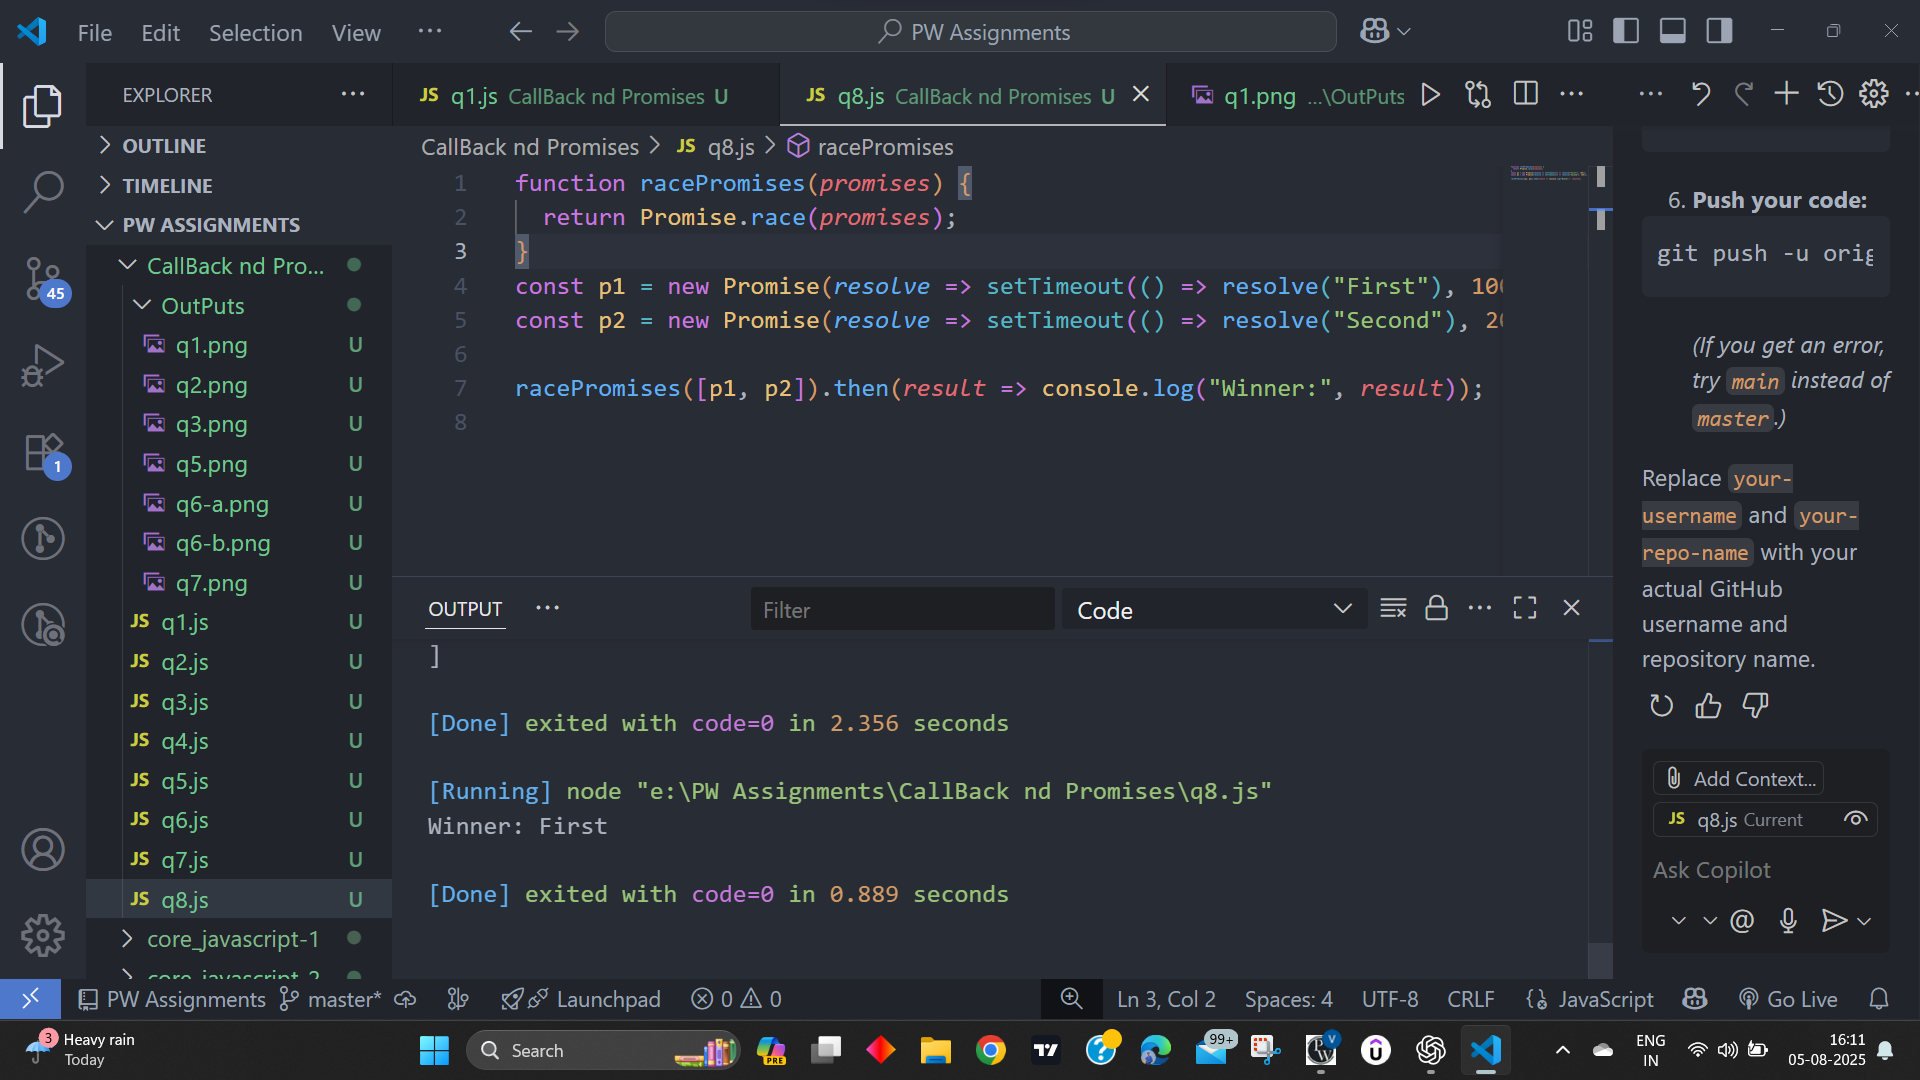 File Edit Selection View
PW Assignments
EXPLORER
OUTLINE
TIMELINE
PW ASSIGNMENTS
CallBack nd Pro...
OutPuts
q1.png U
q2.png U
q3.png U
q5.png U
q6-a.png U
q6-b.png U
q7.png U
JS q1.js U
JS q2.js U
JS q3.js U
JS q4.js U
JS q5.js U
JS q6.js U
JS q7.js U
JS q8.js U
core_javascript-1
core_javascript-2
45
1
JS q1.js CallBack nd Promises U
JS q8.js CallBack nd Promises U
q1.png ...\OutPuts
CallBack nd Promises > JS q8.js > racePromises
1 function racePromises(promises) {
2 return Promise.race(promises);
3 }
4 const p1 = new Promise(resolve => setTimeout(() => resolve("First"), 100
5 const p2 = new Promise(resolve => setTimeout(() => resolve("Second"), 20
6
7 racePromises([p1, p2]).then(result => console.log("Winner:", result));
8
OUTPUT
Filter
Code
]
[Done] exited with code=0 in 2.356 seconds
[Running] node "e:\PW Assignments\CallBack nd Promises\q8.js"
Winner: First
[Done] exited with code=0 in 0.889 seconds
6. Push your code:
git push -u orig
(If you get an error,
try main instead of
master.)
Replace your-
username and your-
repo-name with your
actual GitHub
username and
repository name.
Add Context...
JS q8.js Current
Ask Copilot
@
PW Assignments master* Launchpad 0 0
Ln 3, Col 2 Spaces: 4 UTF-8 CRLF JavaScript Go Live
3
Heavy rain
Today
Search
PRE
99+
ENG
IN
16:11
05-08-2025